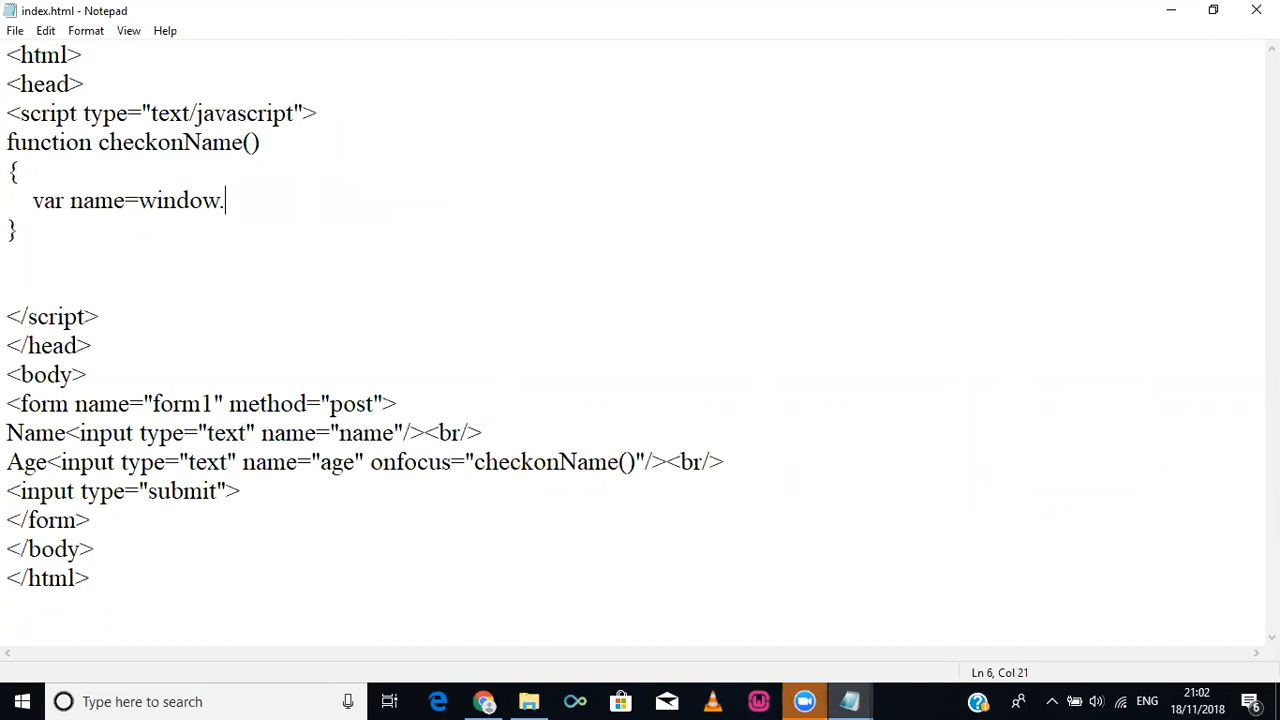 index.html - Notepad
File Edit Format View Help
<html>
<head>
<script type="text/javascript">
function checkonName()
{
var name=window.
}
</script>
</head>
<body>
<form name="form1" method="post">
Name<input type="text" name="name"/><br/>
Age<input type="text" name="age" onfocus="checkonName()"/><br/>
<input type="submit">
</form>
</body>
</html>
Ln 6, Col 21
Type here to search
ENG
21:02
18/11/2018
6